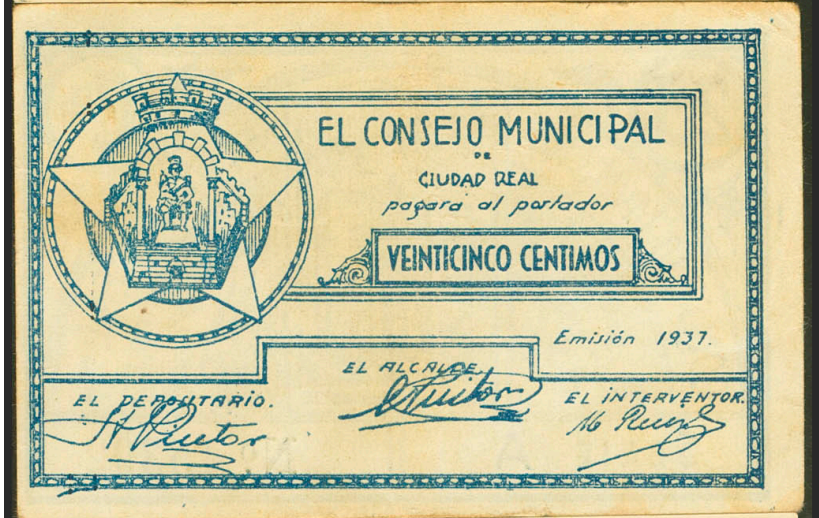 EL CONSEJO MUNICIPAL
DE
CIUDAD REAL
pagará al portador
VEINTICINCO CENTIMOS
Emisión 1937.
EL ALCALDE,
EL DEPOSITARIO.
EL INTERVENTOR.